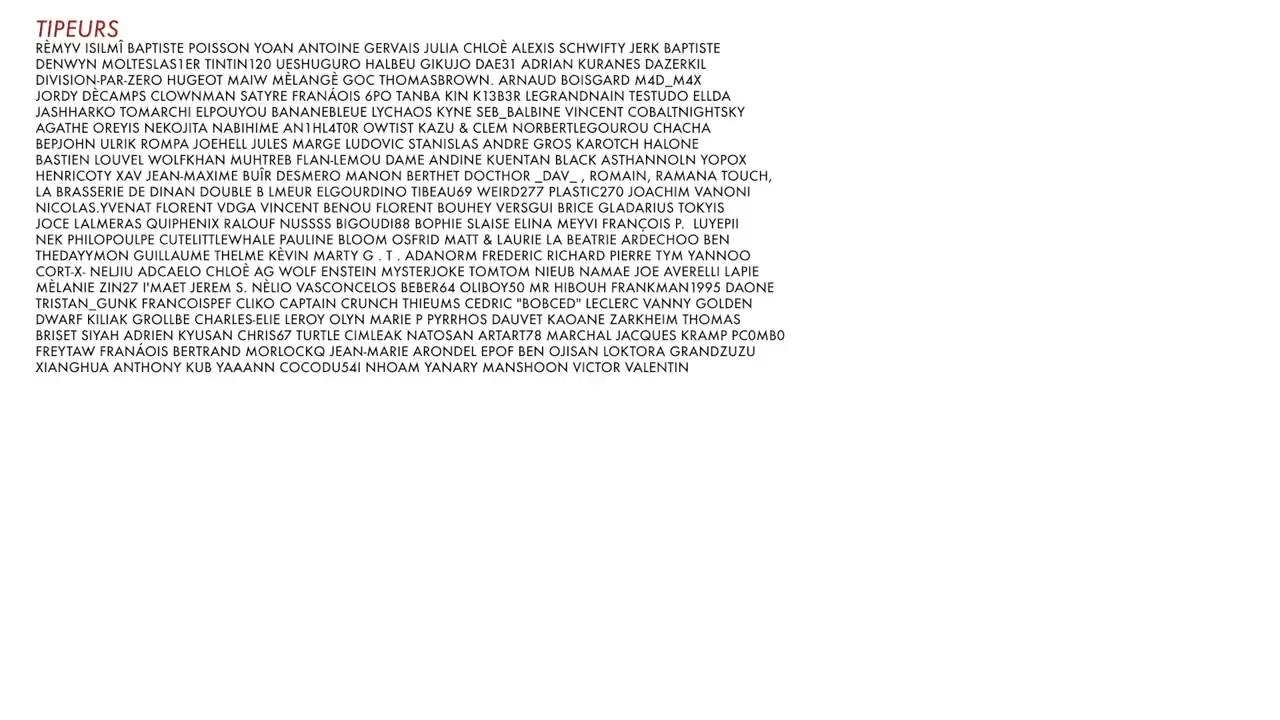 TIPEURS
RÈMYV ISILMÎ BAPTISTE POISSON YOAN ANTOINE GERVAIS JULIA CHLOÈ ALEXIS SCHWIFTY JERK BAPTISTE
DENWYN MOLTESLAS1ER TINTIN120 UESHUGURO HALBEU GIKUJO DAE31 ADRIAN KURANES DAZERKIL
DIVISION-PAR-ZERO HUGEOT MAIW MÈLANGÈ GOC THOMASBROWN. ARNAUD BOISGARD M4D_M4X
JORDY DÈCAMPS CLOWNMAN SATYRE FRANÁOIS 6PO TANBA KIN K13B3R LEGRANDNAIN TESTUDO ELLDA
JASHHARKO TOMARCHI ELPOUYOU BANANEBLEUE LYCHAOS KYNE SEB_BALBINE VINCENT COBALTNIGHTSKY
AGATHE OREYIS NEKOJITA NABIHIME AN1HL4T0R OWTIST KAZU & CLEM NORBERTLEGOUROU CHACHA
BEPJOHN ULRIK ROMPA JOEHELL JULES MARGE LUDOVIC STANISLAS ANDRE GROS KAROTCH HALONE
BASTIEN LOUVEL WOLFKHAN MUHTREB FLAN-LEMOU DAME ANDINE KUENTAN BLACK ASTHANNOLN YOPOX
HENRICOTY XAV JEAN-MAXIME BUÎR DESMERO MANON BERTHET DOCTHOR _DAV_ , ROMAIN, RAMANA TOUCH,
LA BRASSERIE DE DINAN DOUBLE B LMEUR ELGOURDINO TIBEAU69 WEIRD277 PLASTIC270 JOACHIM VANONI
NICOLAS.YVENAT FLORENT VDGA VINCENT BENOU FLORENT BOUHEY VERSGUI BRICE GLADARIUS TOKYIS
JOCE LALMERAS QUIPHENIX RALOUF NUSSSS BIGOUDI88 BOPHIE SLAISE ELINA MEYVI FRANÇOIS P.  LUYEPII
NEK PHILOPOULPE CUTELITTLEWHALE PAULINE BLOOM OSFRID MATT & LAURIE LA BEATRIE ARDECHOO BEN
THEDAYYMON GUILLAUME THELME KÈVIN MARTY G . T . ADANORM FREDERIC RICHARD PIERRE TYM YANNOO
CORT-X- NELJIU ADCAELO CHLOÈ AG WOLF ENSTEIN MYSTERJOKE TOMTOM NIEUB NAMAE JOE AVERELLI LAPIE
MÈLANIE ZIN27 I'MAET JEREM S. NÈLIO VASCONCELOS BEBER64 OLIBOY50 MR HIBOUH FRANKMAN1995 DAONE
TRISTAN_GUNK FRANCOISPEF CLIKO CAPTAIN CRUNCH THIEUMS CEDRIC "BOBCED" LECLERC VANNY GOLDEN
DWARF KILIAK GROLLBE CHARLES-ELIE LEROY OLYN MARIE P PYRRHOS DAUVET KAOANE ZARKHEIM THOMAS
BRISET SIYAH ADRIEN KYUSAN CHRIS67 TURTLE CIMLEAK NATOSAN ARTART78 MARCHAL JACQUES KRAMP PC0MB0
FREYTAW FRANÁOIS BERTRAND MORLOCKQ JEAN-MARIE ARONDEL EPOF BEN OJISAN LOKTORA GRANDZUZU
XIANGHUA ANTHONY KUB YAAANN COCODU54I NHOAM YANARY MANSHOON VICTOR VALENTIN